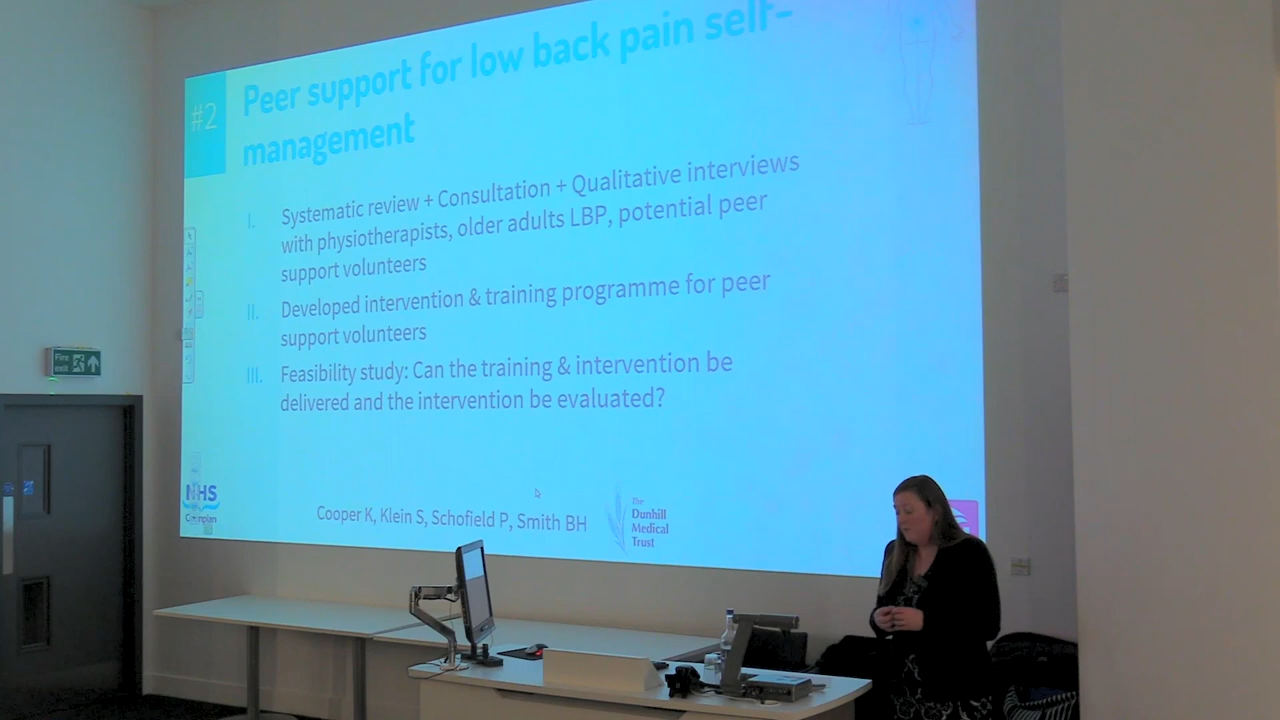 #2
Peer support for low back pain self-
management
I. Systematic review + Consultation + Qualitative interviews
with physiotherapists, older adults LBP, potential peer
support volunteers
II. Developed intervention & training programme for peer
support volunteers
III. Feasibility study: Can the training & intervention be
delivered and the intervention be evaluated?
NHS
Grampian
Cooper K, Klein S, Schofield P, Smith BH
The
Dunhill
Medical
Trust
Fire
exit